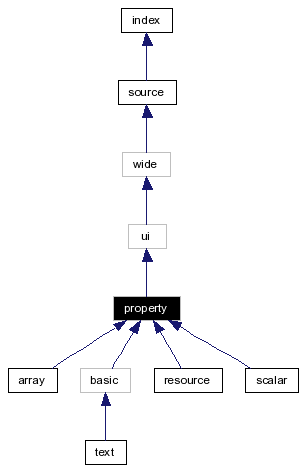 index
source
wide
ui
property
array
basic
resource
scalar
text